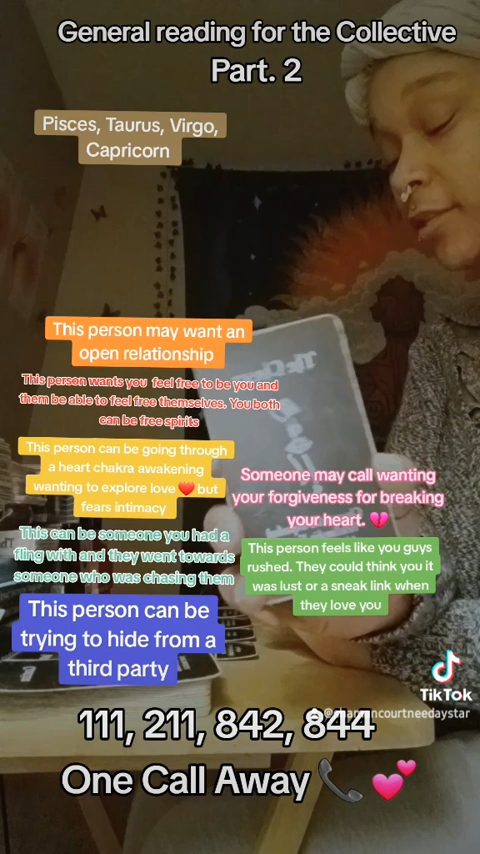 General reading for the Collective
Part. 2
Pisces, Taurus, Virgo,
Capricorn
This person may want an
open relationship
This person wants you feel free to be you and
them be able to feel free themselves. You both
can be free spirits
This person can be going through
a heart chakra awakening
wanting to explore love ❤️ but
fears intimacy
Someone may call wanting
your forgiveness for breaking
your heart. 💔
This can be someone you had a
fling with and they went towards
someone who was chasing them
This person feels like you guys
rushed. They could think you it
was lust or a sneak link when
they love you
This person can be
trying to hide from a
third party
TikTok
111, 211, 842, 844
One Call Away 📞 💕